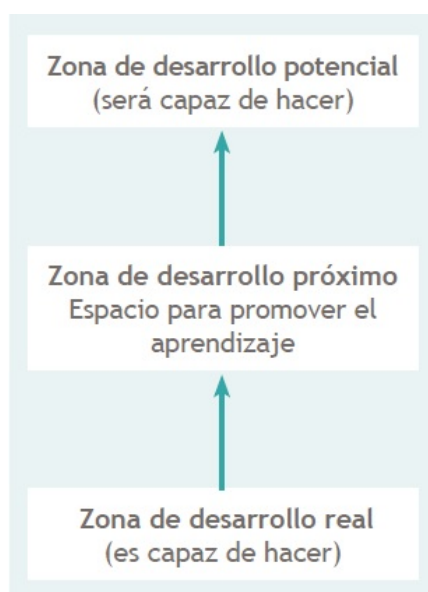 Zona de desarrollo potencial
(será capaz de hacer)
Zona de desarrollo próximo
Espacio para promover el
aprendizaje
Zona de desarrollo real
(es capaz de hacer)